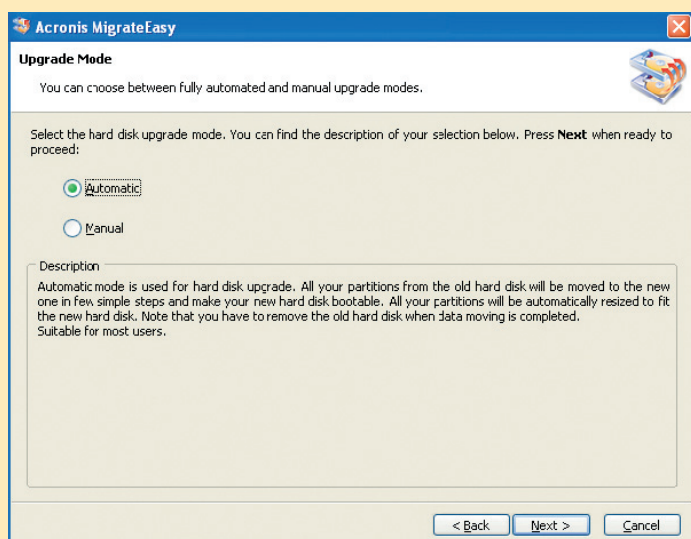 Acronis MigrateEasy
Upgrade Mode
You can choose between fully automated and manual upgrade modes.
Select the hard disk upgrade mode. You can find the description of your selection below. Press Next when ready to
proceed:
Automatic
Manual
Description
Automatic mode is used for hard disk upgrade. All your partitions from the old hard disk will be moved to the new
one in few simple steps and make your new hard disk bootable. All your partitions will be automatically resized to fit
the new hard disk. Note that you have to remove the old hard disk when data moving is completed.
Suitable for most users.
< Back Next > Cancel